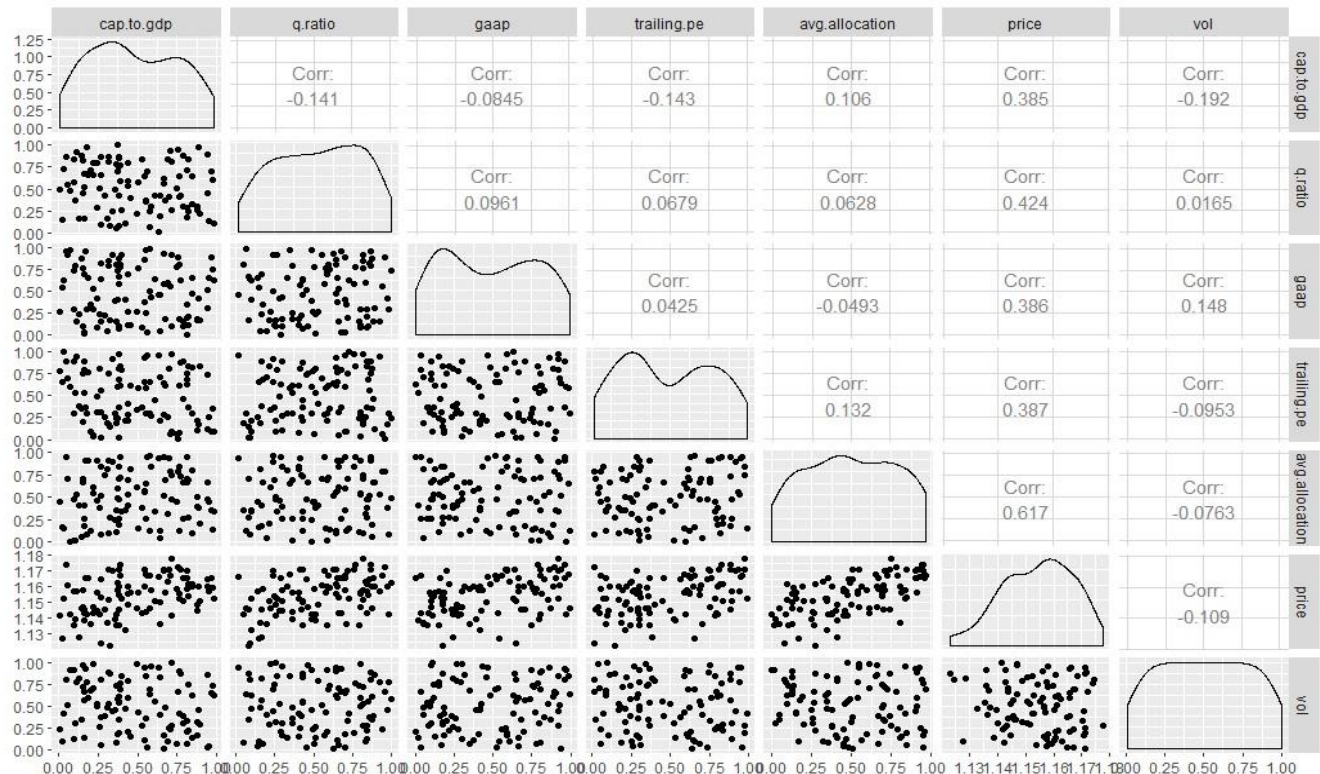 cap.to.gdp q.ratio gaap trailing.pe avg.allocation price vol
1.25
1.00
0.75
0.50
0.25
0.00
Corr: Corr: Corr: Corr: Corr: Corr:
-0.141 -0.0845 -0.143 0.106 0.385 -0.192
cap.to.gdp
1.00
0.75
0.50
0.25
0.00
Corr: Corr: Corr: Corr: Corr:
0.0961 0.0679 0.0628 0.424 0.0165
q.ratio
1.00
0.75
0.50
0.25
0.00
Corr: Corr: Corr: Corr:
0.0425 -0.0493 0.386 0.148
gaap
1.00
0.75
0.50
0.25
0.00
Corr: Corr: Corr:
0.132 0.387 -0.0953
trailing.pe
1.00
0.75
0.50
0.25
0.00
Corr: Corr:
0.617 -0.0763
avg.allocation
1.18
1.17
1.16
1.15
1.14
1.13
Corr:
-0.109
price
1.00
0.75
0.50
0.25
0.00
vol
0.00 0.25 0.50 0.75 1.00 0.00 0.25 0.50 0.75 1.00 0.00 0.25 0.50 0.75 1.00 0.00 0.25 0.50 0.75 1.00 0.00 0.25 0.50 0.75 1.00 1.13 1.14 1.15 1.16 1.17 1.18 0.00 0.25 0.50 0.75 1.00